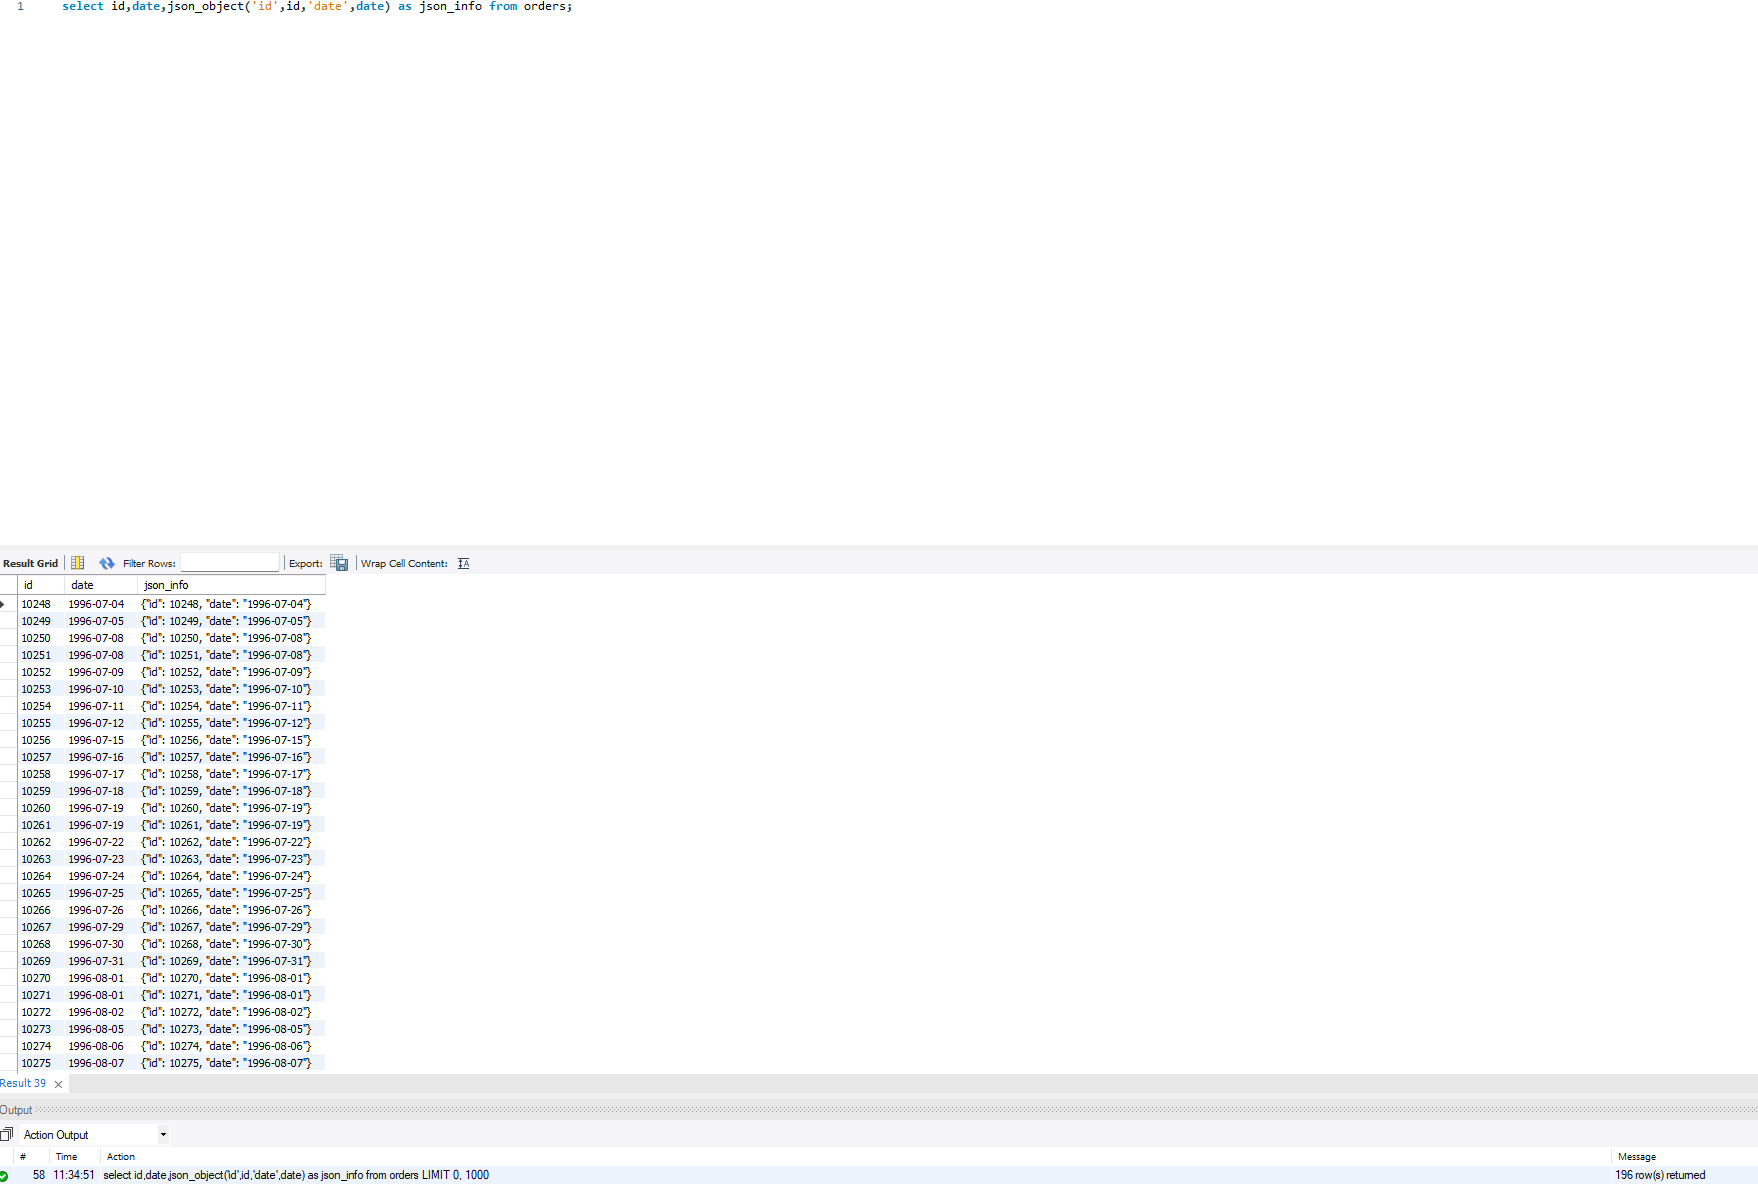 1 select id,date,json_object('id',id,'date',date) as json_info from orders;
Result Grid Filter Rows: Export: Wrap Cell Content:
id date json_info
10248 1996-07-04 {"id": 10248, "date": "1996-07-04"}
10249 1996-07-05 {"id": 10249, "date": "1996-07-05"}
10250 1996-07-08 {"id": 10250, "date": "1996-07-08"}
10251 1996-07-08 {"id": 10251, "date": "1996-07-08"}
10252 1996-07-09 {"id": 10252, "date": "1996-07-09"}
10253 1996-07-10 {"id": 10253, "date": "1996-07-10"}
10254 1996-07-11 {"id": 10254, "date": "1996-07-11"}
10255 1996-07-12 {"id": 10255, "date": "1996-07-12"}
10256 1996-07-15 {"id": 10256, "date": "1996-07-15"}
10257 1996-07-16 {"id": 10257, "date": "1996-07-16"}
10258 1996-07-17 {"id": 10258, "date": "1996-07-17"}
10259 1996-07-18 {"id": 10259, "date": "1996-07-18"}
10260 1996-07-19 {"id": 10260, "date": "1996-07-19"}
10261 1996-07-19 {"id": 10261, "date": "1996-07-19"}
10262 1996-07-22 {"id": 10262, "date": "1996-07-22"}
10263 1996-07-23 {"id": 10263, "date": "1996-07-23"}
10264 1996-07-24 {"id": 10264, "date": "1996-07-24"}
10265 1996-07-25 {"id": 10265, "date": "1996-07-25"}
10266 1996-07-26 {"id": 10266, "date": "1996-07-26"}
10267 1996-07-29 {"id": 10267, "date": "1996-07-29"}
10268 1996-07-30 {"id": 10268, "date": "1996-07-30"}
10269 1996-07-31 {"id": 10269, "date": "1996-07-31"}
10270 1996-08-01 {"id": 10270, "date": "1996-08-01"}
10271 1996-08-01 {"id": 10271, "date": "1996-08-01"}
10272 1996-08-02 {"id": 10272, "date": "1996-08-02"}
10273 1996-08-05 {"id": 10273, "date": "1996-08-05"}
10274 1996-08-06 {"id": 10274, "date": "1996-08-06"}
10275 1996-08-07 {"id": 10275, "date": "1996-08-07"}
Result 39
Output
Action Output
# Time Action Message
58 11:34:51 select id,date,json_object('id',id,'date',date) as json_info from orders LIMIT 0, 1000 196 row(s) returned